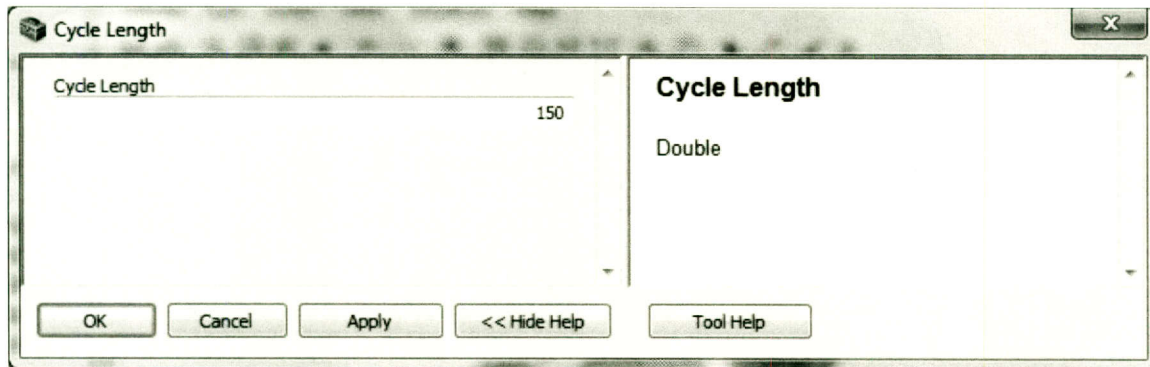 Cycle Length
Cycle Length
150
Cycle Length
Double
OK
Cancel
Apply
<< Hide Help
Tool Help